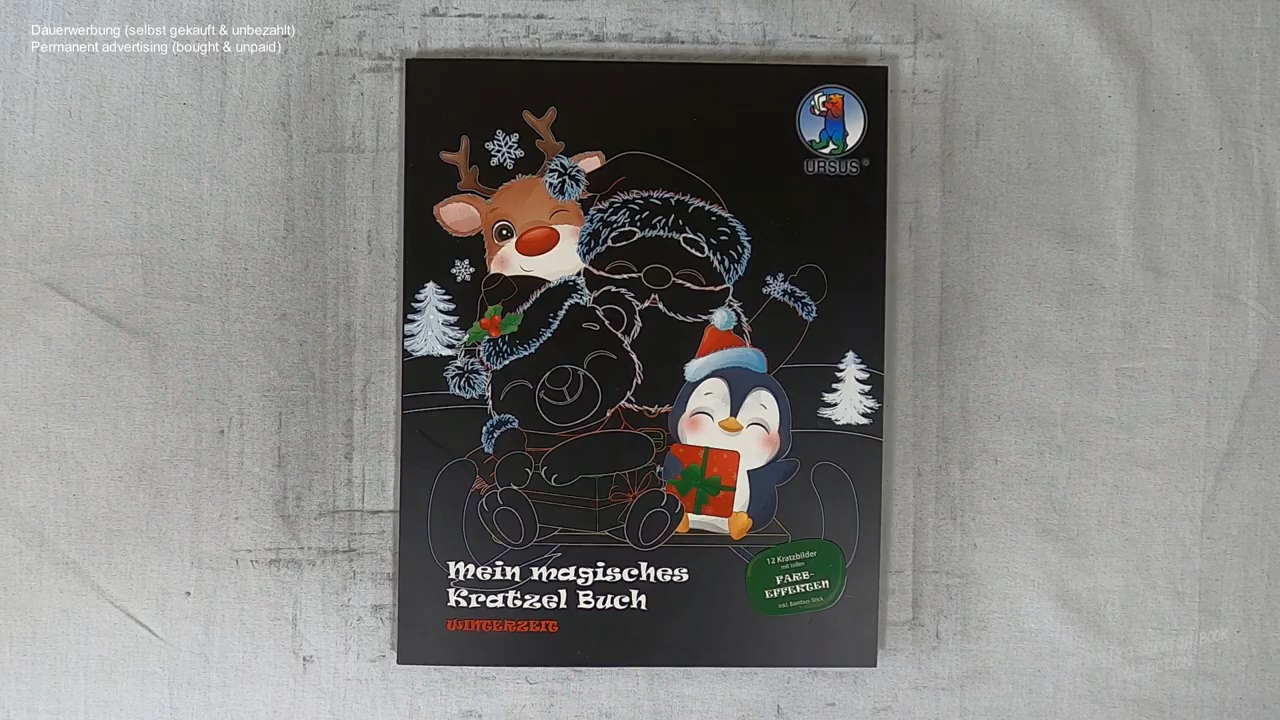 Dauerwerbung (selbst gekauft & unbezahlt)
Permanent advertising (bought & unpaid)
URSUS®
12 Kratzbilder
mit tollen
FARB-
EFFEKTEN
inkl. Bambus-Stick
Mein magisches
Kratzel Buch
WINTERZEIT
BOOK